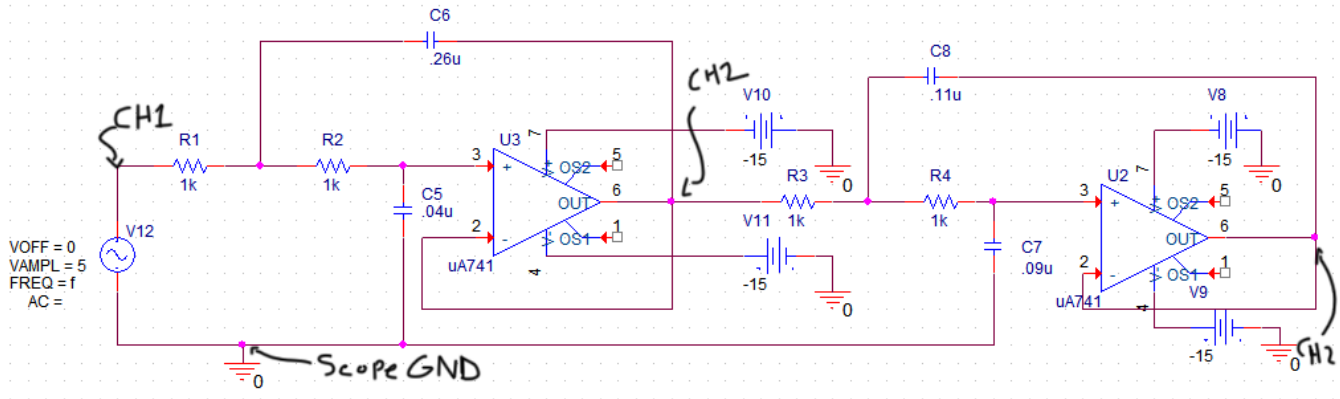 C6
.26u
CH1
R1
1k
R2
1k
C5
.04u
U3
3
+
2
-
uA741
7
V+
OS2
5
OUT
6
OS1
1
V-
4
CH2
V10
-15
0
V11
-15
0
R3
1k
C8
.11u
R4
1k
C7
.09u
U2
3
+
2
-
uA741
7
V+
OS2
5
OUT
6
OS1
1
V-
4
V8
-15
0
V9
-15
0
CH2
V12
VOFF = 0
VAMPL = 5
FREQ = f
AC =
0
Scope GND